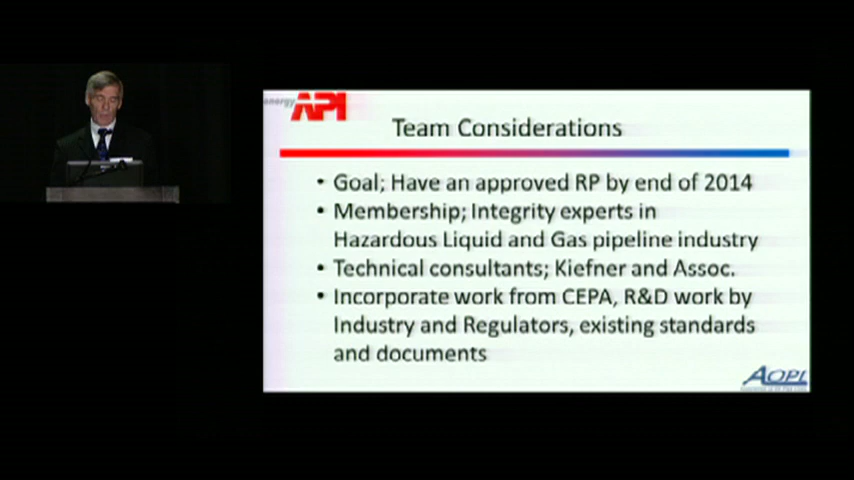 energy API
Team Considerations
• Goal; Have an approved RP by end of 2014
• Membership; Integrity experts in
Hazardous Liquid and Gas pipeline industry
• Technical consultants; Kiefner and Assoc.
• Incorporate work from CEPA, R&D work by
Industry and Regulators, existing standards
and documents
AOPL